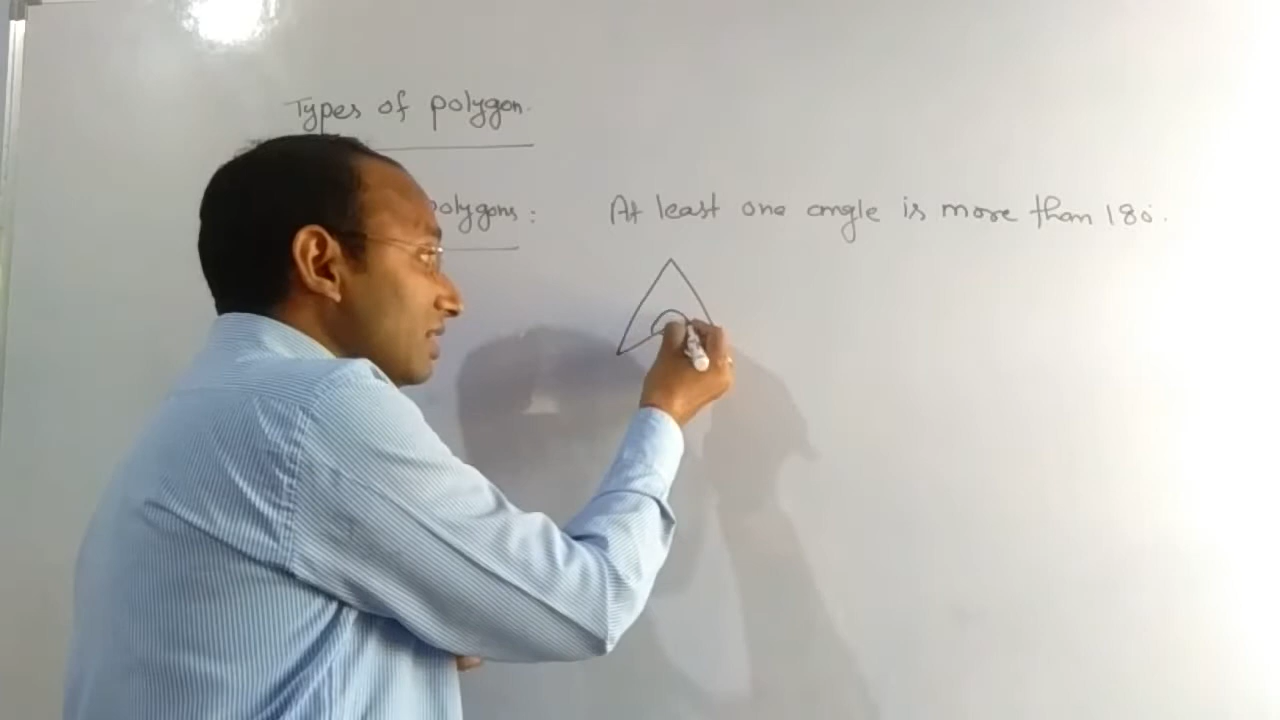 Types of polygon.
polygons: At least one angle is more than 180°.